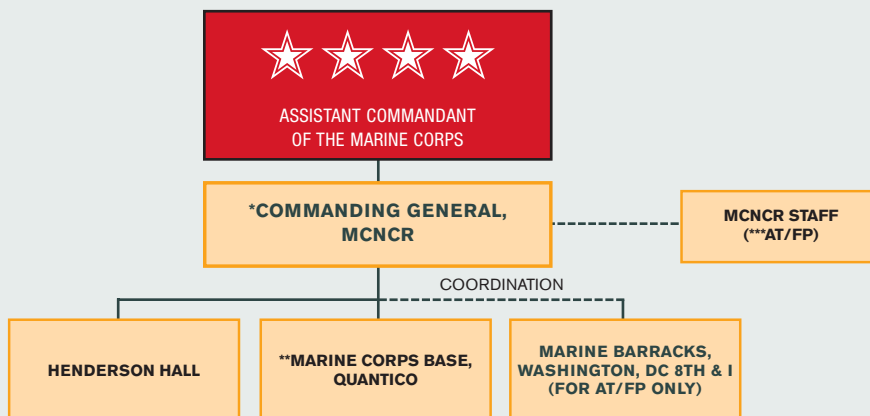 ASSISTANT COMMANDANT
OF THE MARINE CORPS
*COMMANDING GENERAL,
MCNCR
MCNCR STAFF
(***AT/FP)
COORDINATION
HENDERSON HALL
**MARINE CORPS BASE,
QUANTICO
MARINE BARRACKS,
WASHINGTON, DC 8TH & I
(FOR AT/FP ONLY)